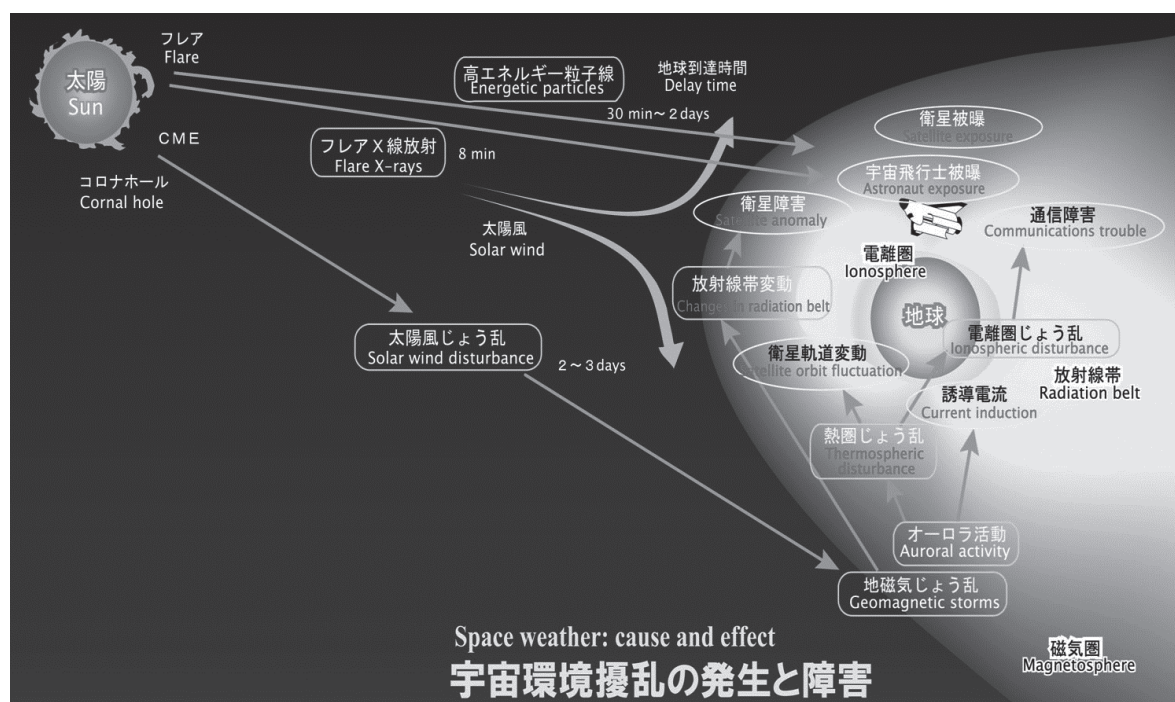 フレア
Flare
太陽
Sun
CME
コロナホール
Cornal hole
高エネルギー粒子線
Energetic particles
30 min～2 days
地球到達時間
Delay time
フレアX線放射
Flare X-rays
8 min
太陽風
Solar wind
太陽風じょう乱
Solar wind disturbance
2～3 days
衛星被曝
Satellite exposure
宇宙飛行士被曝
Astronaut exposure
衛星障害
Satellite anomaly
通信障害
Communications trouble
電離圏
Ionosphere
放射線帯変動
Changes in radiation belt
地球
電離圏じょう乱
Ionospheric disturbance
衛星軌道変動
Satellite orbit fluctuation
放射線帯
Radiation belt
誘導電流
Current induction
熱圏じょう乱
Thermospheric
disturbance
オーロラ活動
Auroral activity
地磁気じょう乱
Geomagnetic storms
磁気圏
Magnetosphere
Space weather: cause and effect
宇宙環境擾乱の発生と障害